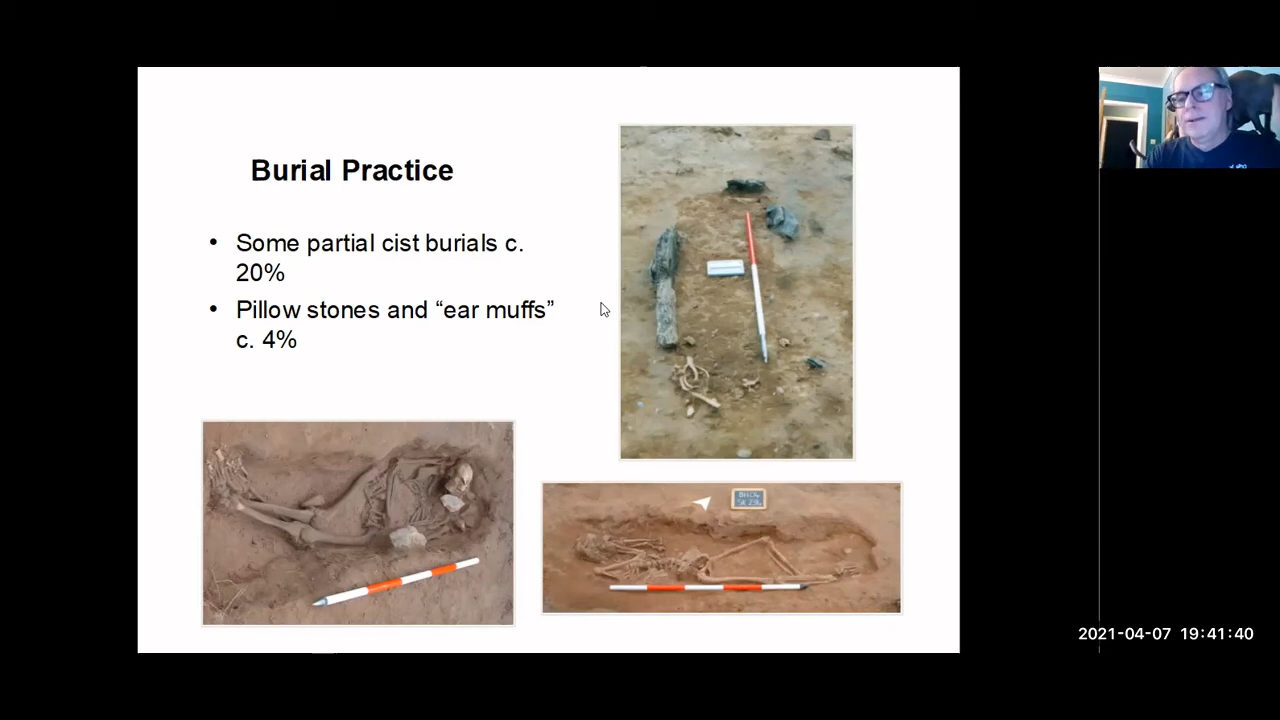 Burial Practice
• Some partial cist burials c.
20%
• Pillow stones and “ear muffs”
c. 4%
2021-04-07 19:41:40